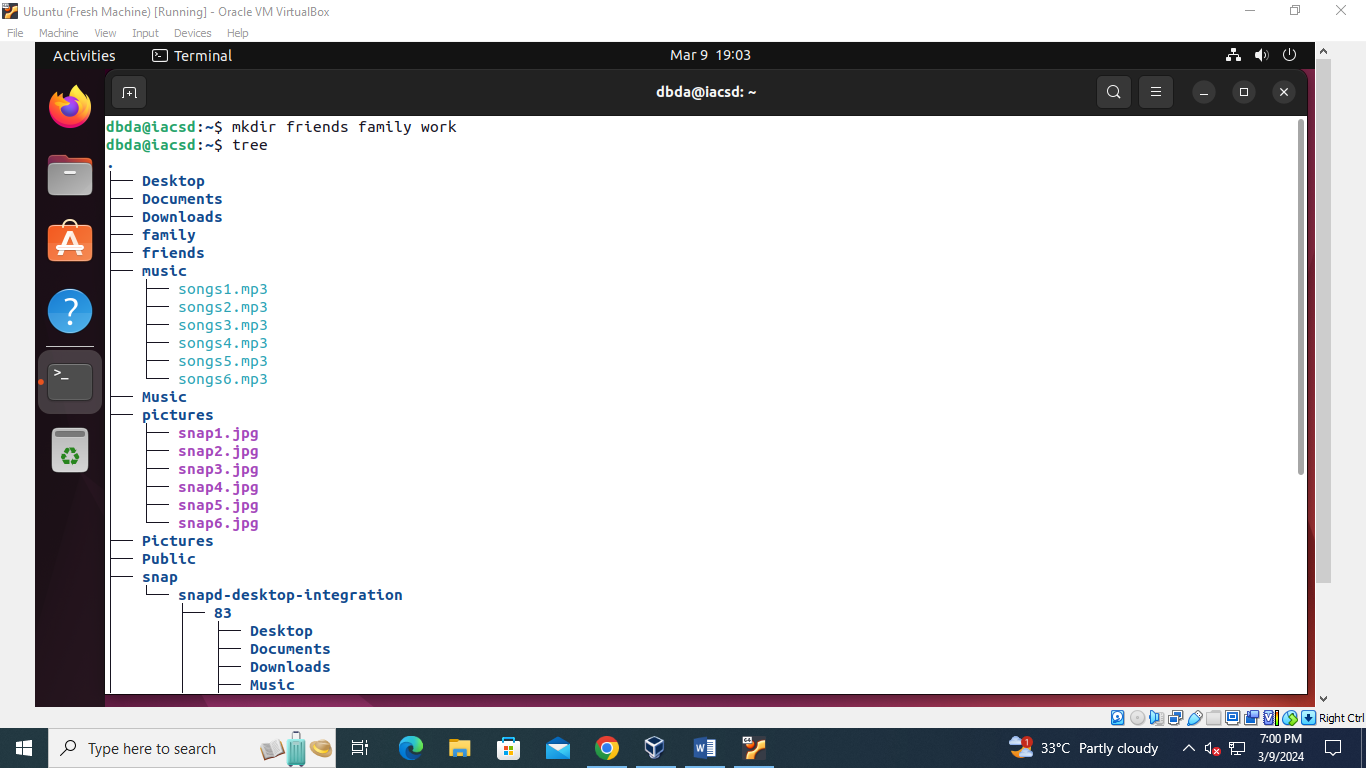 Ubuntu (Fresh Machine) [Running] - Oracle VM VirtualBox
File Machine View Input Devices Help
Activities Terminal Mar 9 19:03
dbda@iacsd: ~
dbda@iacsd:~$ mkdir friends family work
dbda@iacsd:~$ tree
.
├── Desktop
├── Documents
├── Downloads
├── family
├── friends
├── music
│   ├── songs1.mp3
│   ├── songs2.mp3
│   ├── songs3.mp3
│   ├── songs4.mp3
│   ├── songs5.mp3
│   └── songs6.mp3
├── Music
├── pictures
│   ├── snap1.jpg
│   ├── snap2.jpg
│   ├── snap3.jpg
│   ├── snap4.jpg
│   ├── snap5.jpg
│   └── snap6.jpg
├── Pictures
├── Public
├── snap
│   └── snapd-desktop-integration
│       ├── 83
│       │   ├── Desktop
│       │   ├── Documents
│       │   ├── Downloads
│       │   ├── Music
Right Ctrl
Type here to search
33°C Partly cloudy
7:00 PM
3/9/2024